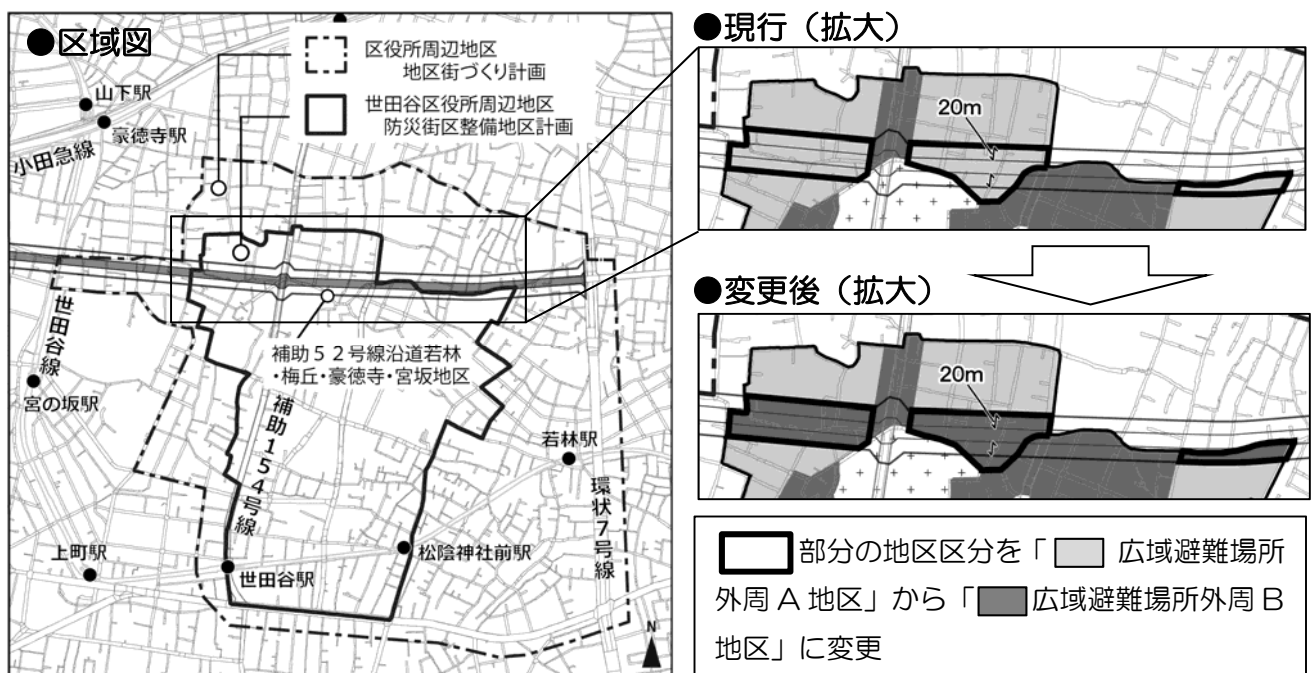 ●区域図
区役所周辺地区
地区街づくり計画
世田谷区役所周辺地区
防災街区整備地区計画
山下駅
豪徳寺駅
小田急線
世田谷線
宮の坂駅
補助52号線沿道若林
・梅丘・豪徳寺・宮坂地区
補助154号線
若林駅
環状7号線
上町駅
世田谷駅
松陰神社前駅
N
●現行（拡大）
20m
●変更後（拡大）
20m
部分の地区区分を「 広域避難場所
外周A地区」から「 広域避難場所外周B
地区」に変更